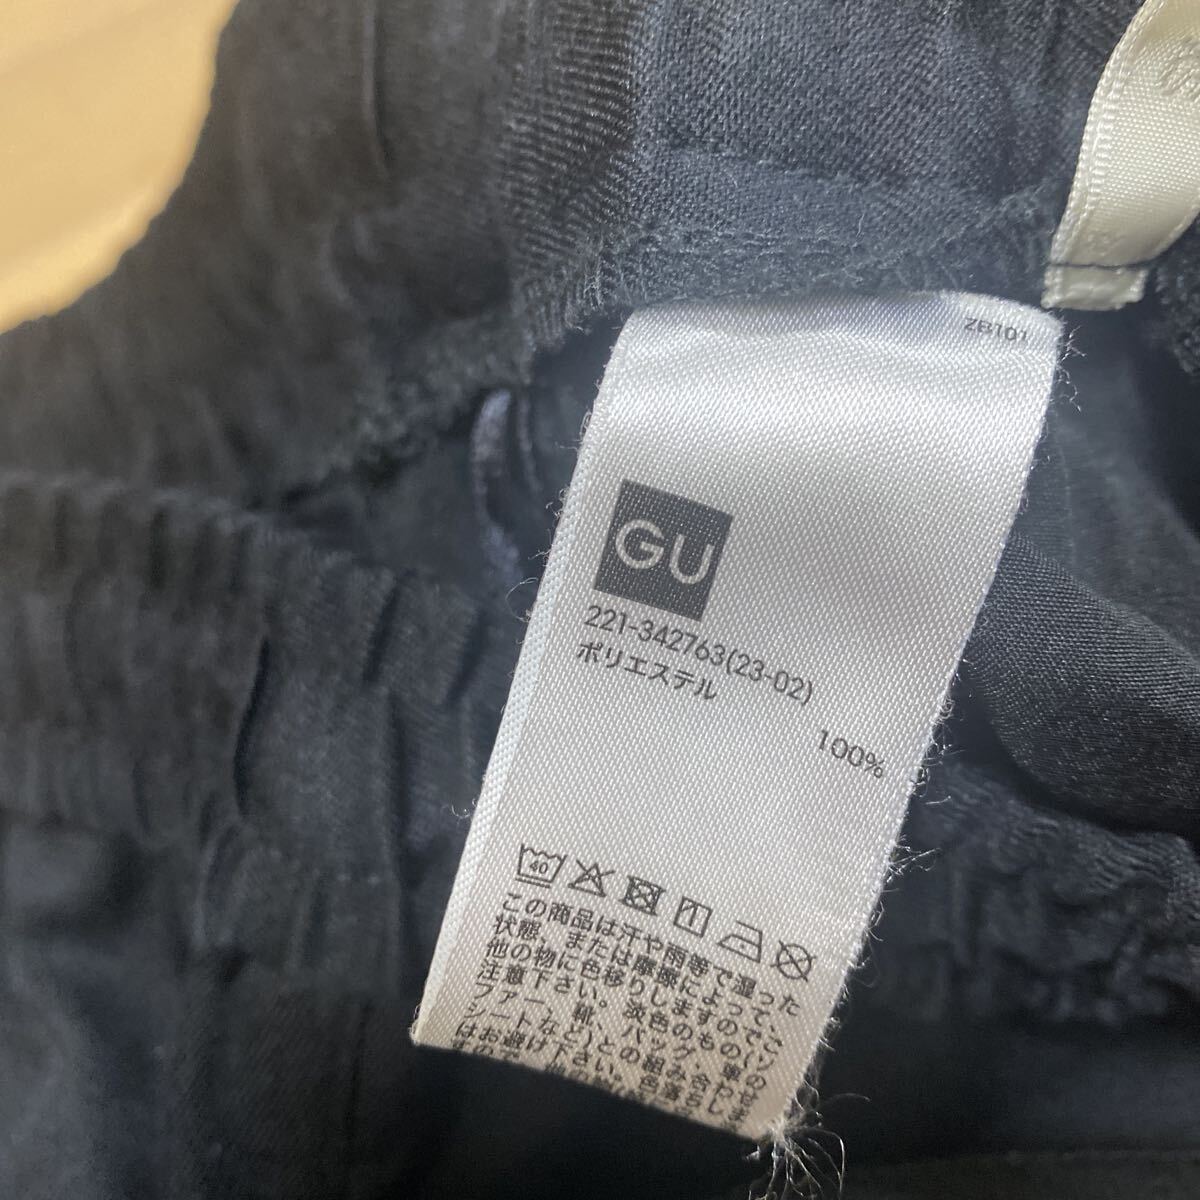 ZB101
GU
221-342763(23-02)
ポリエステル
100%
40
この商品は汗や雨等で湿った
状態、または摩擦によって、
他の物に色移りしますのでご
注意下さい。淡色のもの
ファー、靴、バッグ、
シートなど)との組み
はお避け下さい。